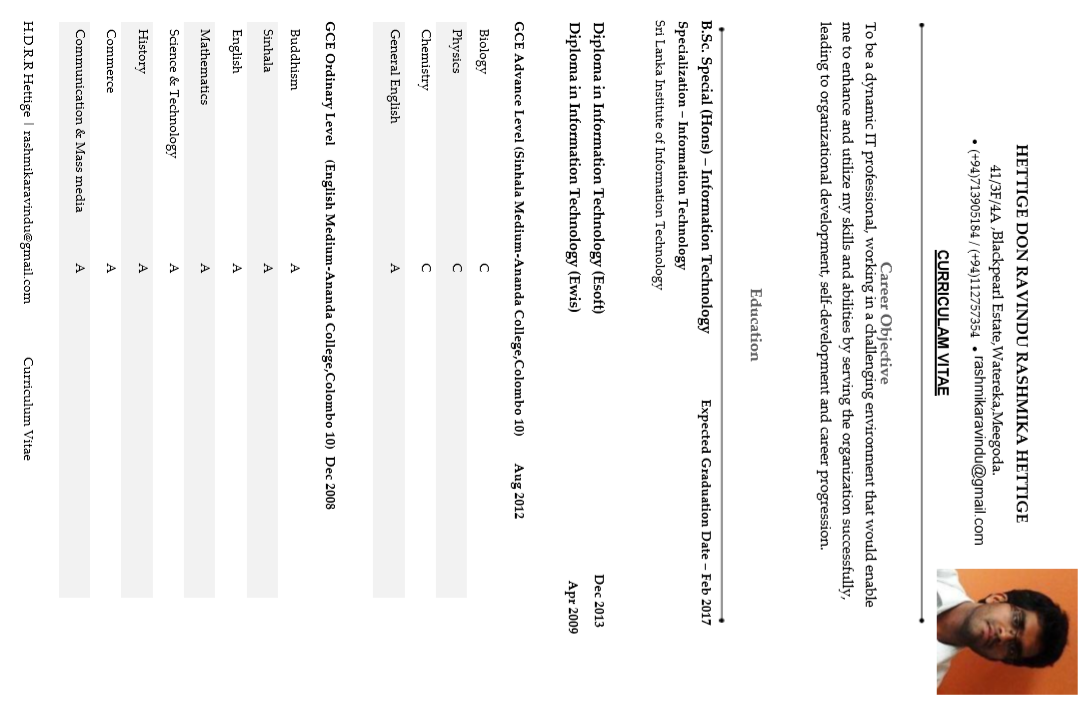 HETTIGE DON RAVINDU RASHMIKA HETTIGE
41/3F/4A ,Blackpearl Estate,Watereka,Meegoda.
• (+94)713905184 / (+94)112757354 • rashmikaravindu@gmail.com
CURRICULAM VITAE
Career Objective
To be a dynamic IT professional, working in a challenging environment that would enable
me to enhance and utilize my skills and abilities by serving the organization successfully,
leading to organizational development, self-development and career progression.
Education
B.Sc. Special (Hons) – Information Technology Expected Graduation Date – Feb 2017
Specialization – Information Technology
Sri Lanka Institute of Information Technology
Diploma in Information Technology (Esoft) Dec 2013
Diploma in Information Technology (Ewis) Apr 2009
GCE Advance Level (Sinhala Medium-Ananda College,Colombo 10) Aug 2012
Biology C
Physics C
Chemistry C
General English A
GCE Ordinary Level (English Medium-Ananda College,Colombo 10) Dec 2008
Buddhism A
Sinhala A
English A
Mathematics A
Science & Technology A
History A
Commerce A
Communication & Mass media A
H.D.R.R Hettige | rashmikaravindu@gmail.com Curriculum Vitae